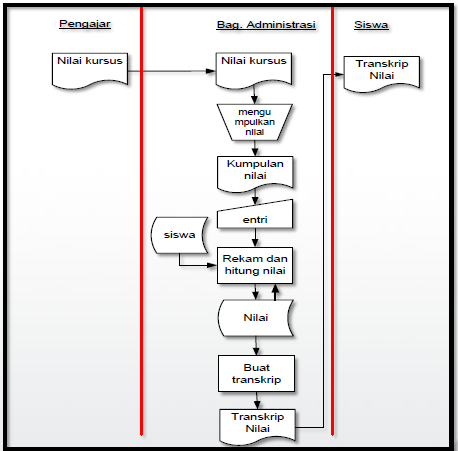 Pengajar
Bag. Administrasi
Siswa
Nilai kursus
Nilai kursus
Transkrip
Nilai
mengu
mpulkan
nilai
Kumpulan
nilai
entri
siswa
Rekam dan
hitung nilai
Nilai
Buat
transkrip
Transkrip
Nilai